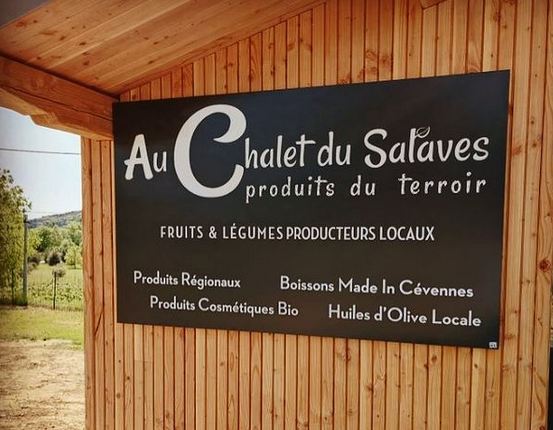 Au Chalet du Salaves
produits du terroir
FRUITS & LÉGUMES PRODUCTEURS LOCAUX
Produits Régionaux Boissons Made In Cévennes
Produits Cosmétiques Bio Huiles d'Olive Locale